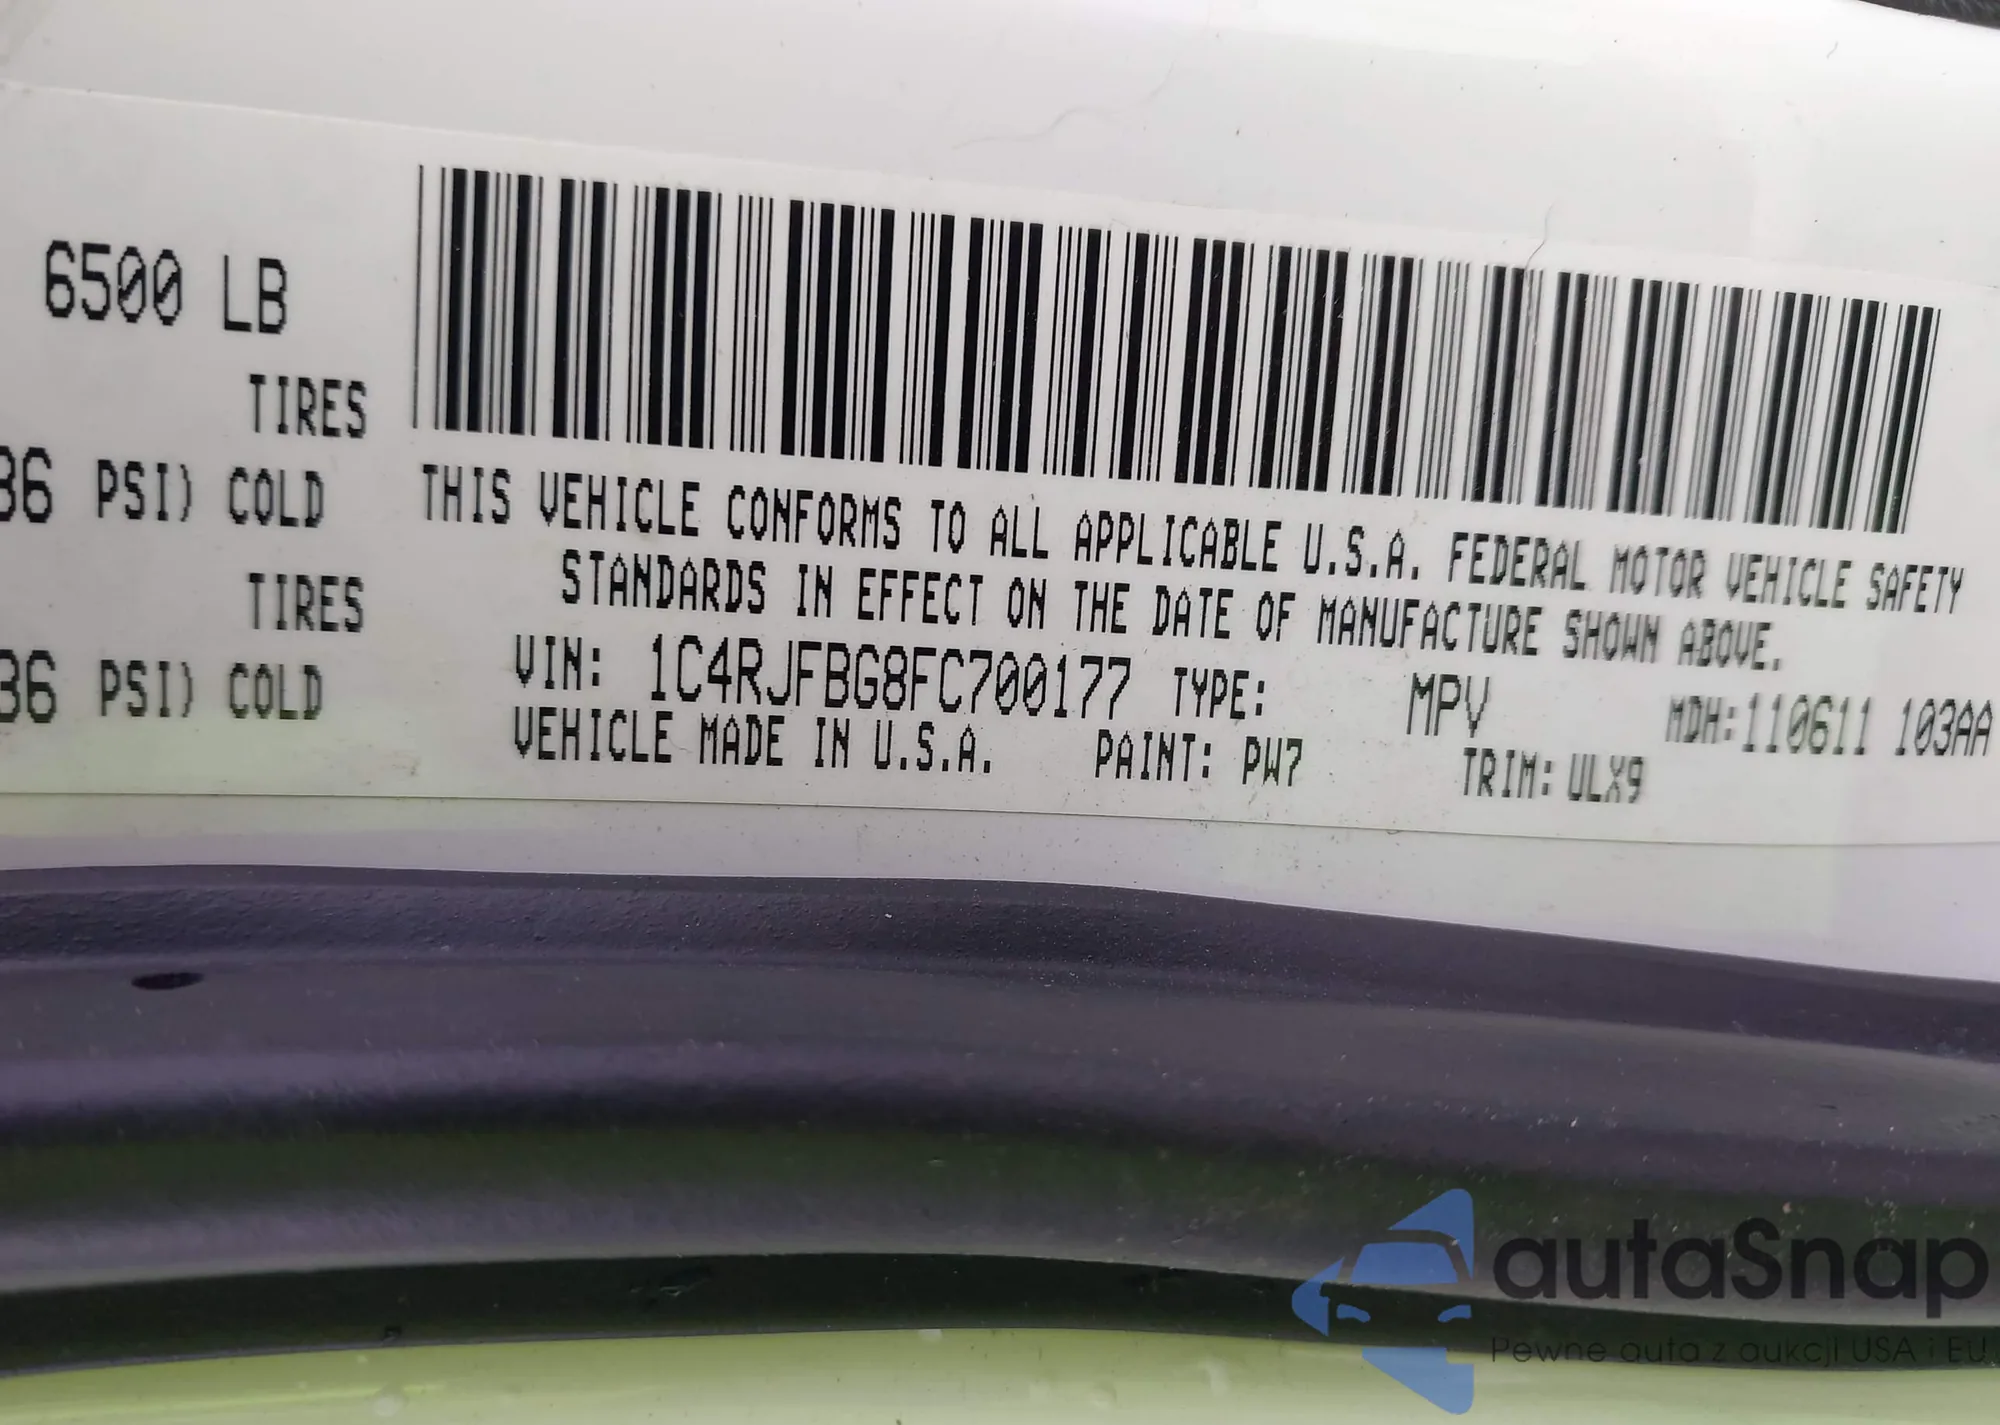 6500 LB
TIRES
36 PSI) COLD
TIRES
36 PSI) COLD
THIS VEHICLE CONFORMS TO ALL APPLICABLE U.S.A. FEDERAL MOTOR VEHICLE SAFETY
STANDARDS IN EFFECT ON THE DATE OF MANUFACTURE SHOWN ABOVE.
VIN: 1C4RJFBG8FC700177 TYPE: MPV MDH:110611 103AA
VEHICLE MADE IN U.S.A. PAINT: PW7 TRIM: ULX9
autaSnap
Pewne auta z aukcji USA i EU